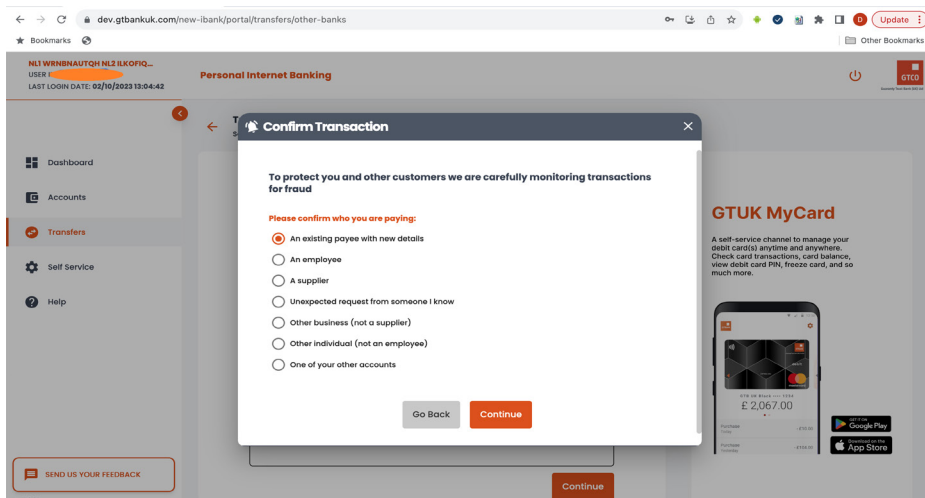 dev.gtbankuk.com/new-ibank/portal/transfers/other-banks
Update
Bookmarks
Other Bookmarks
NL1 WRNBNAUTQH NL2 ILKOFIQ...
USER
LAST LOGIN DATE: 02/10/2023 13:04:42
Personal Internet Banking
GTCO
Dashboard
Accounts
Transfers
Self Service
Help
SEND US YOUR FEEDBACK
Confirm Transaction
To protect you and other customers we are carefully monitoring transactions
for fraud
Please confirm who you are paying:
An existing payee with new details
An employee
A supplier
Unexpected request from someone I know
Other business (not a supplier)
Other individual (not an employee)
One of your other accounts
Go Back
Continue
Continue
GTUK MyCard
A self-service channel to manage your
debit card(s) anytime and anywhere.
Check card transactions, card balance,
view debit card PIN, freeze card, and so
much more.
£ 2,067.00
GET IT ON
Google Play
Download on the
App Store